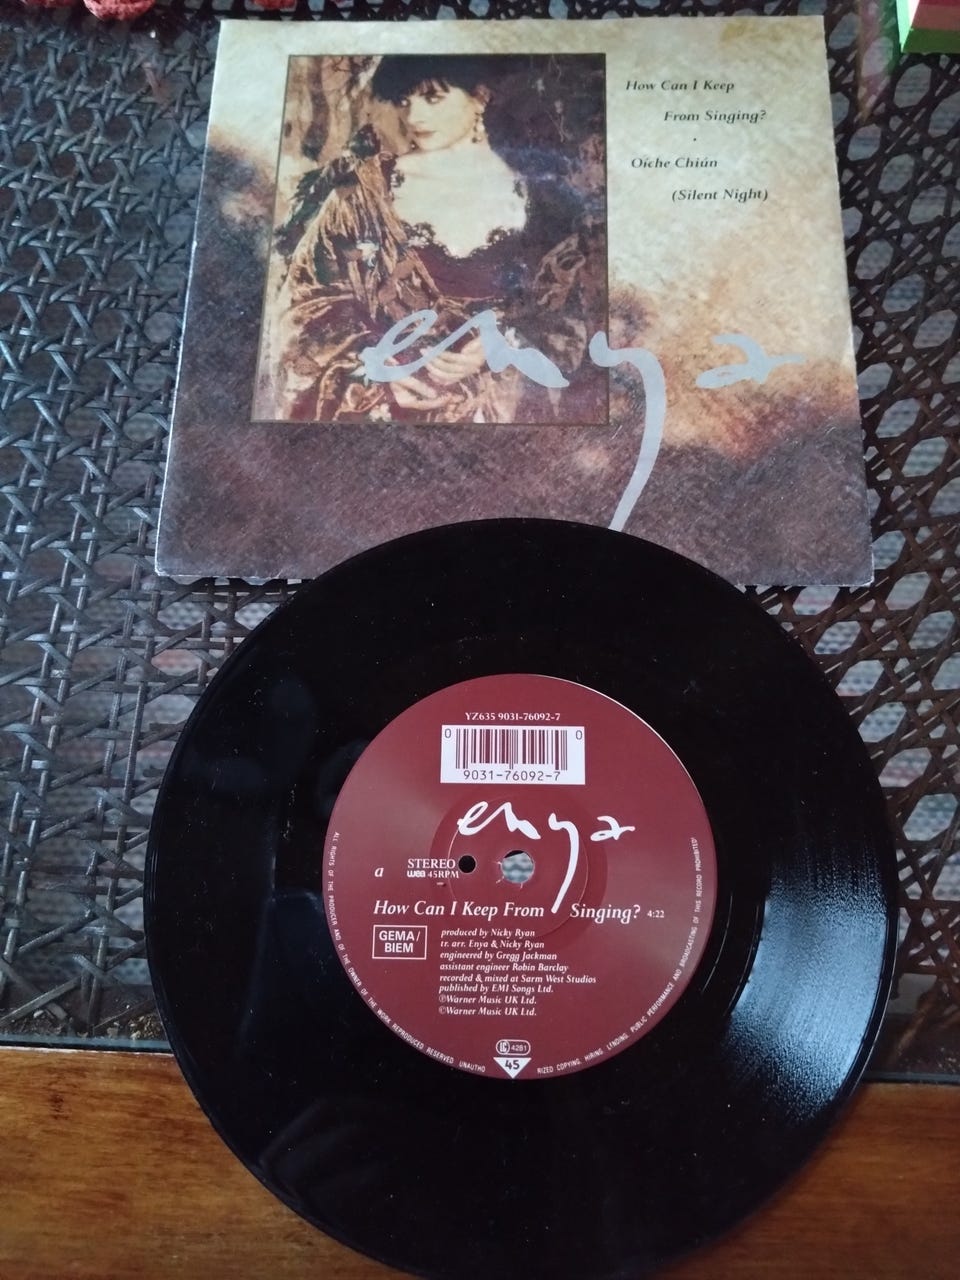 How Can I Keep
From Singing?
·
Oíche Chiún
(Silent Night)
enya
YZ635 9031-76092-7
0 0
9031-76092-7
enya
a
STEREO
wea 45RPM
How Can I Keep From Singing? 4:22
GEMA/
BIEM
produced by Nicky Ryan
tr. arr. Enya & Nicky Ryan
engineered by Gregg Jackman
assistant engineer Robin Barclay
recorded & mixed at Sarm West Studios
published by EMI Songs Ltd.
℗Warner Music UK Ltd.
©Warner Music UK Ltd.
LC 4281
45
ALL RIGHTS OF THE PRODUCER AND OF THE OWNER OF THE WORK REPRODUCED RESERVED UNAUTHO RIZED COPYING, HIRING, LENDING PUBLIC PERFORMANCE AND BROADCASTING OF THIS RECORD PROHIBITED